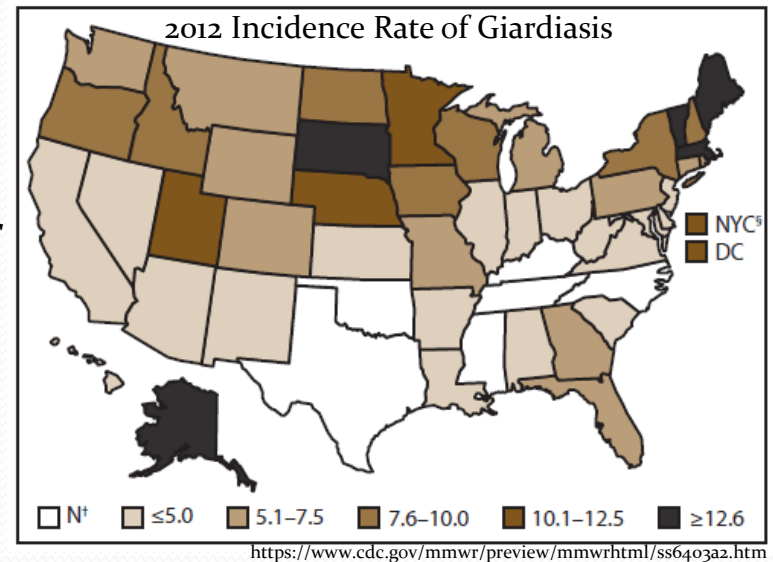 2012 Incidence Rate of Giardiasis
NYC§
DC
N† ≤5.0 5.1–7.5 7.6–10.0 10.1–12.5 ≥12.6
https://www.cdc.gov/mmwr/preview/mmwrhtml/ss6403a2.htm